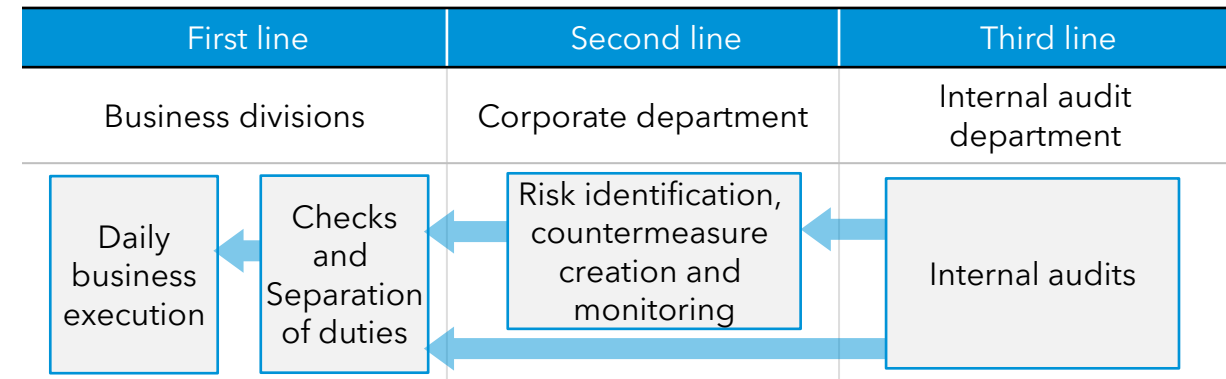 First line
Second line
Third line
Business divisions
Corporate department
Internal audit
department
Daily
business
execution
Checks
and
Separation
of duties
Risk identification,
countermeasure
creation and
monitoring
Internal audits